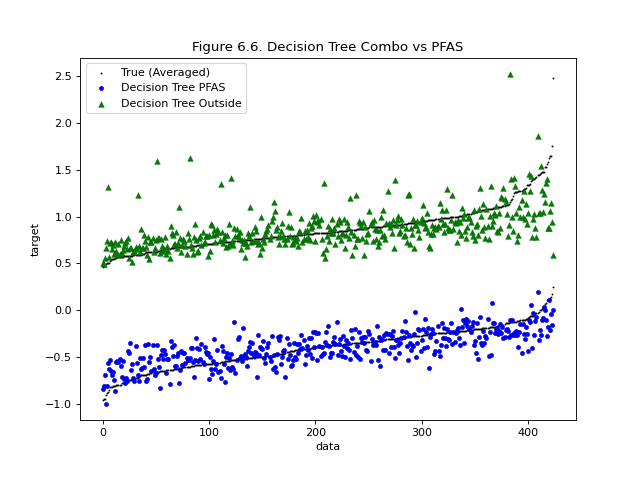 Figure 6.6. Decision Tree Combo vs PFAS
True (Averaged)
Decision Tree PFAS
Decision Tree Outside
2.5
2.0
1.5
1.0
0.5
0.0
−0.5
−1.0
target
0 100 200 300 400
data